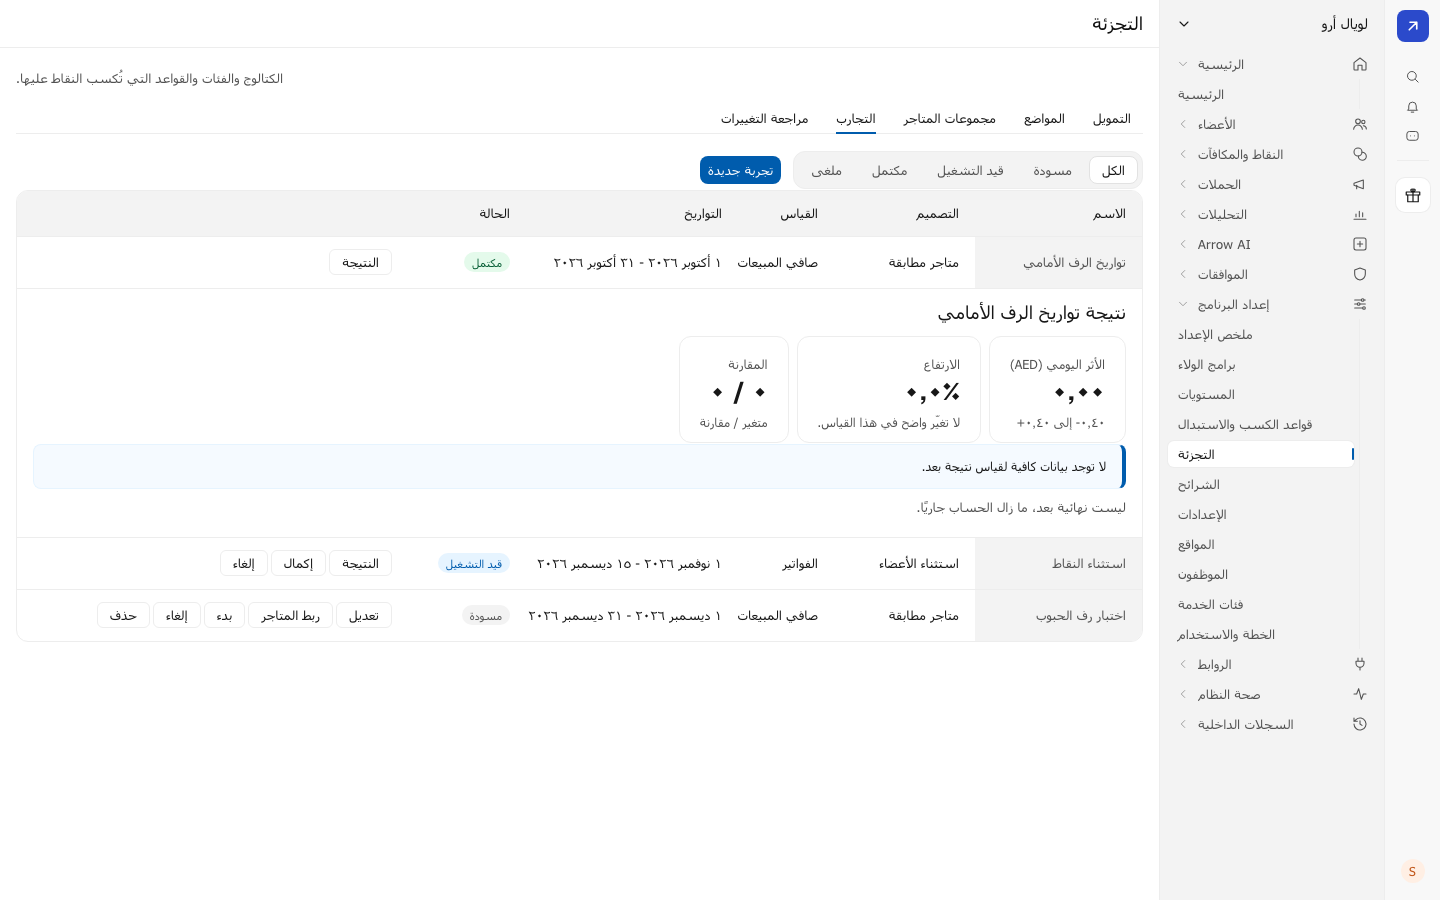 لويال أرو
الرئيسية
الرئيسية
الأعضاء
النقاط والمكافآت
الحملات
التحليلات
Arrow AI
الموافقات
إعداد البرنامج
ملخص الإعداد
برامج الولاء
المستويات
قواعد الكسب والاستبدال
التجزئة
الشرائح
الإعدادات
المواقع
الموظفون
فئات الخدمة
الخطة والاستخدام
الروابط
صحة النظام
السجلات الداخلية
S
التجزئة
الكتالوج والفئات والقواعد التي تُكسب النقاط عليها.
التمويل المواضع مجموعات المتاجر التجارب مراجعة التغييرات
الكل مسودة قيد التشغيل مكتمل ملغى تجربة جديدة
الاسم التصميم القياس التواريخ الحالة
تواريخ الرف الأمامي متاجر مطابقة صافي المبيعات ١ أكتوبر ٢٠٢٦ - ٣١ أكتوبر ٢٠٢٦ مكتمل النتيجة
نتيجة تواريخ الرف الأمامي
الأثر اليومي (AED) الارتفاع المقارنة
٠,٠٠ ٠,٠٪ ٠ / ٠
-٠,٤٠ إلى +٠,٤٠ لا تغيّر واضح في هذا القياس. متغير / مقارنة
لا توجد بيانات كافية لقياس نتيجة بعد.
ليست نهائية بعد، ما زال الحساب جاريًا.
استثناء النقاط استثناء الأعضاء الفواتير ١ نوفمبر ٢٠٢٦ - ١٥ ديسمبر ٢٠٢٦ قيد التشغيل النتيجة إكمال إلغاء
اختبار رف الحبوب متاجر مطابقة صافي المبيعات ١ ديسمبر ٢٠٢٦ - ٣١ ديسمبر ٢٠٢٦ مسودة تعديل ربط المتاجر بدء إلغاء حذف